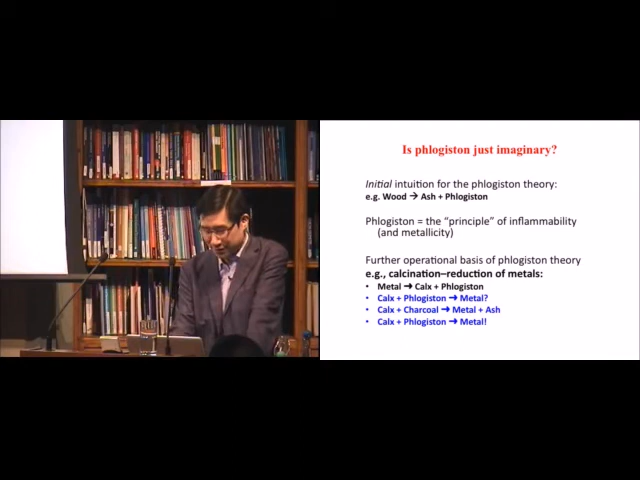 Is phlogiston just imaginary?
Initial intuition for the phlogiston theory:
e.g. Wood → Ash + Phlogiston
Phlogiston = the “principle” of inflammability
(and metallicity)
Further operational basis of phlogiston theory
e.g., calcination–reduction of metals:
• Metal → Calx + Phlogiston
• Calx + Phlogiston → Metal?
• Calx + Charcoal → Metal + Ash
• Calx + Phlogiston → Metal!